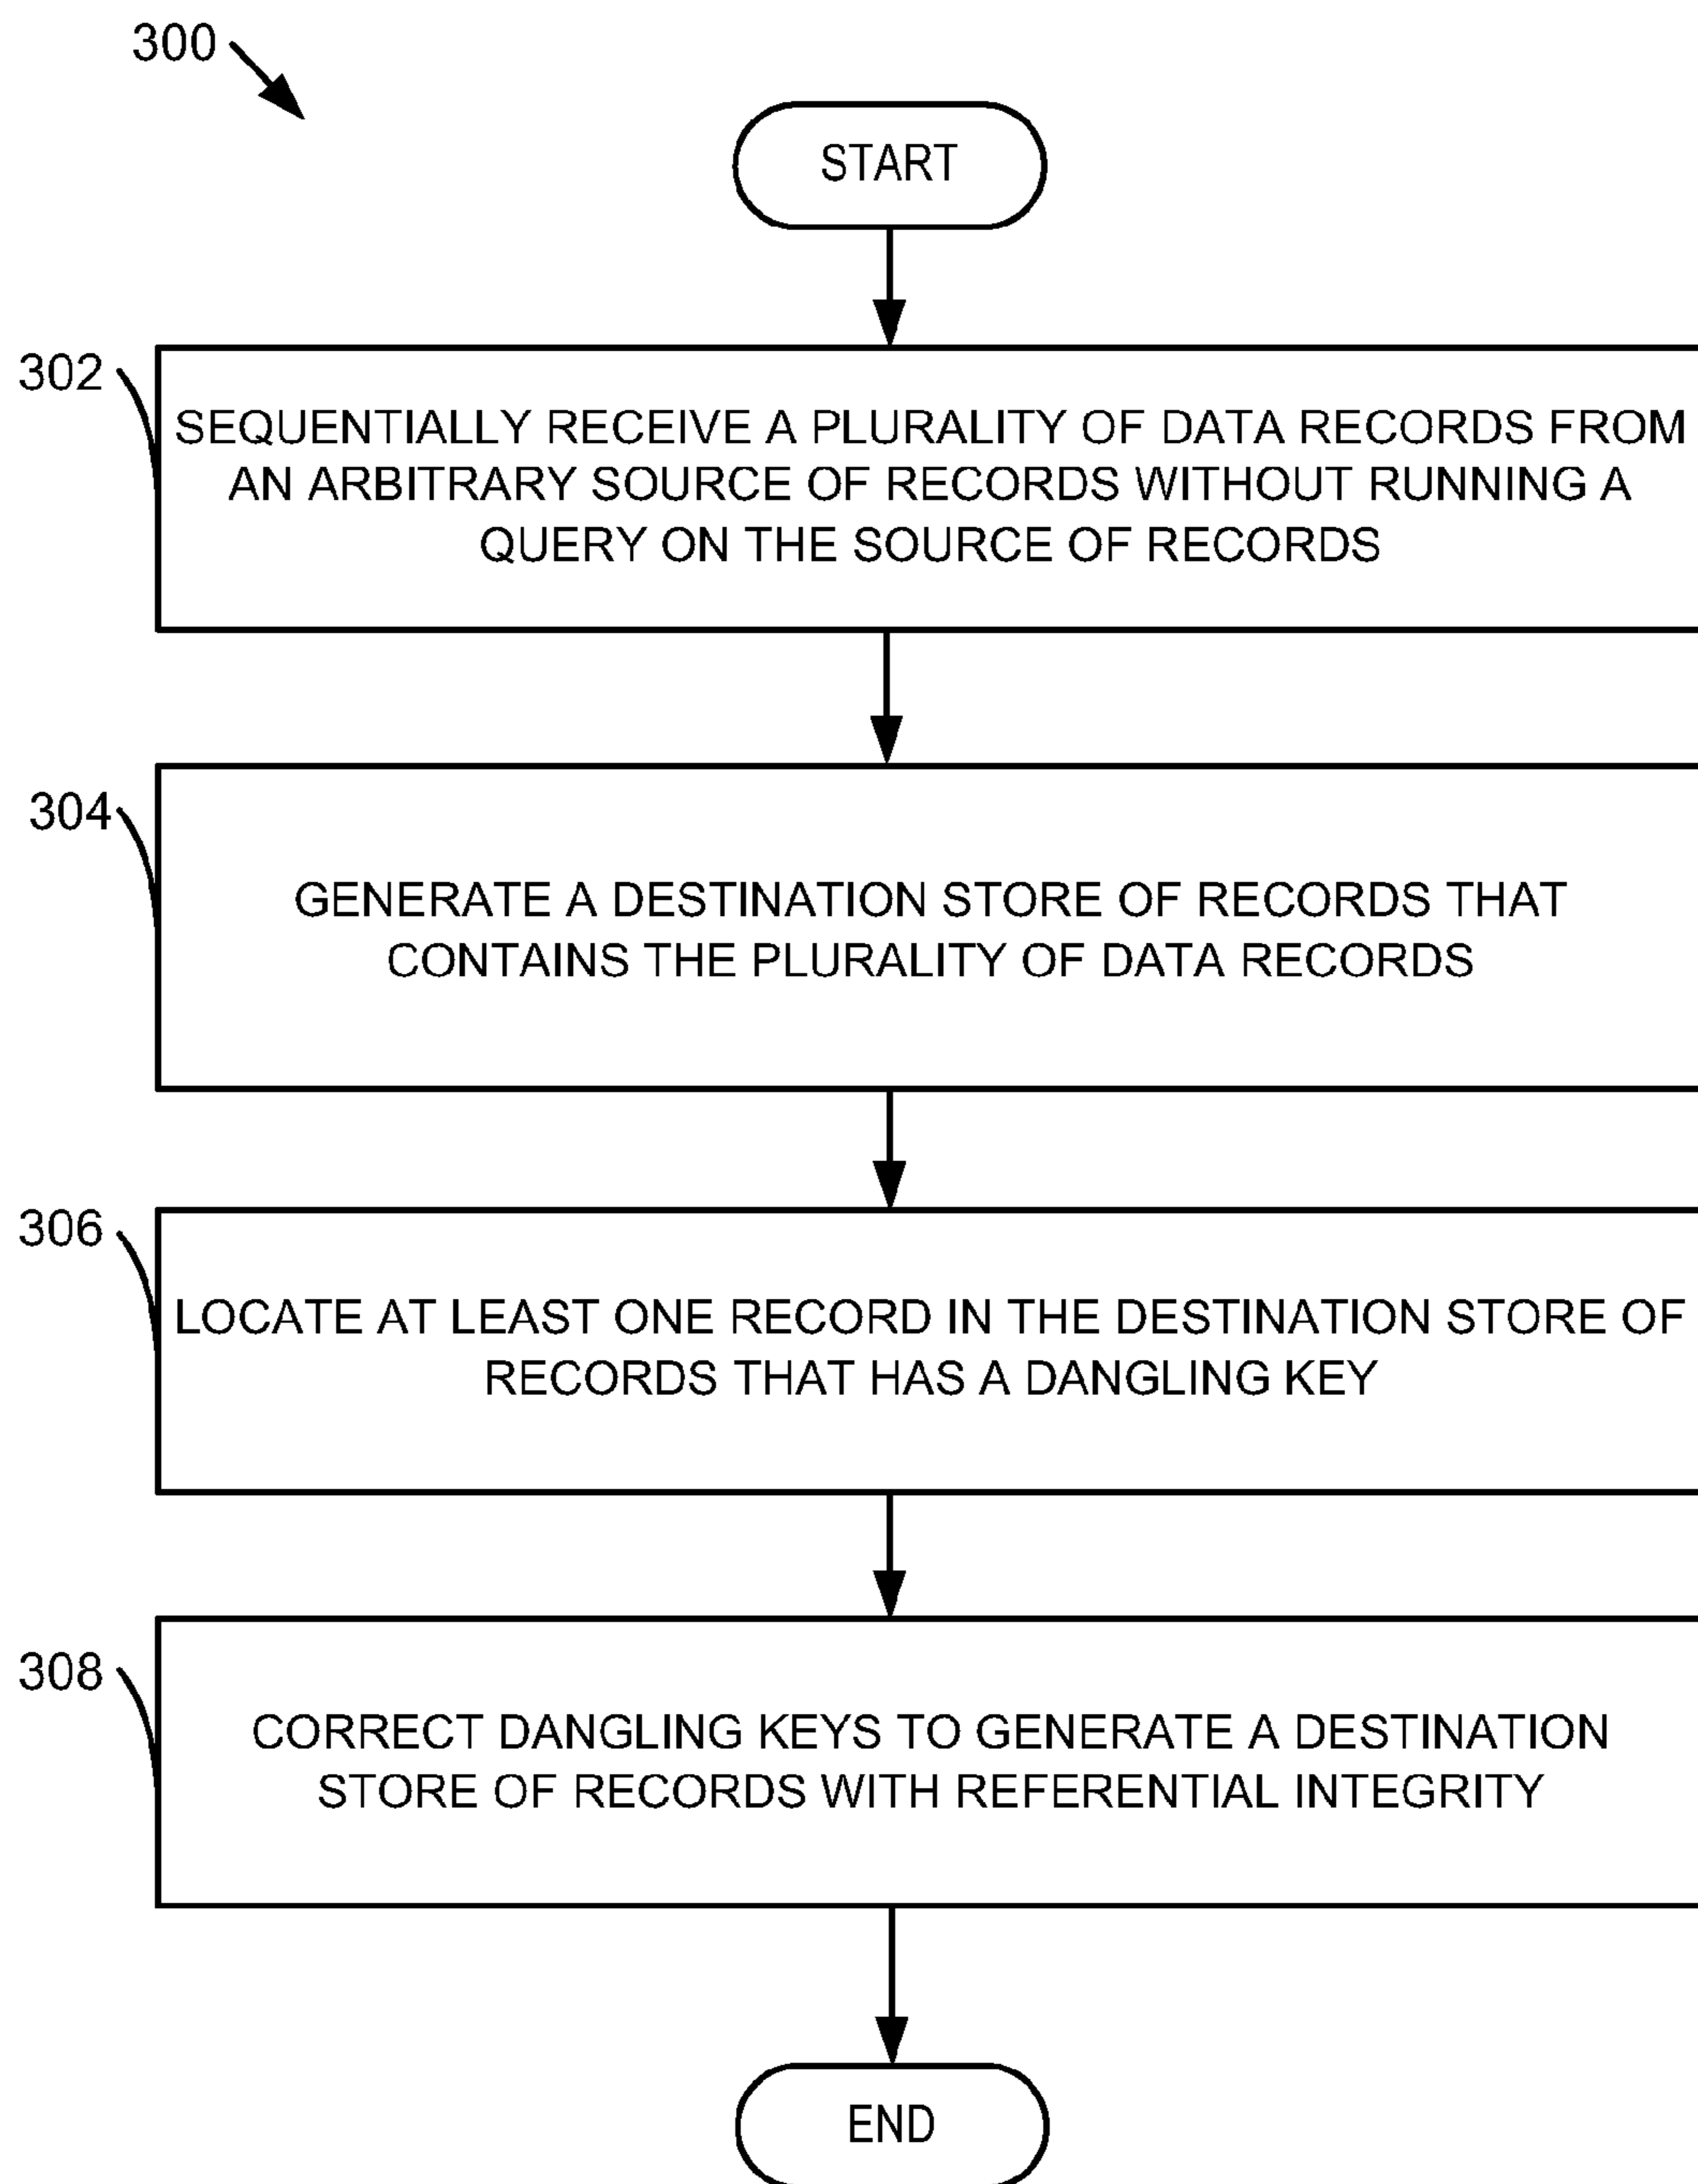 300
START
302
SEQUENTIALLY RECEIVE A PLURALITY OF DATA RECORDS FROM
AN ARBITRARY SOURCE OF RECORDS WITHOUT RUNNING A
QUERY ON THE SOURCE OF RECORDS
304
GENERATE A DESTINATION STORE OF RECORDS THAT
CONTAINS THE PLURALITY OF DATA RECORDS
306
LOCATE AT LEAST ONE RECORD IN THE DESTINATION STORE OF
RECORDS THAT HAS A DANGLING KEY
308
CORRECT DANGLING KEYS TO GENERATE A DESTINATION
STORE OF RECORDS WITH REFERENTIAL INTEGRITY
END